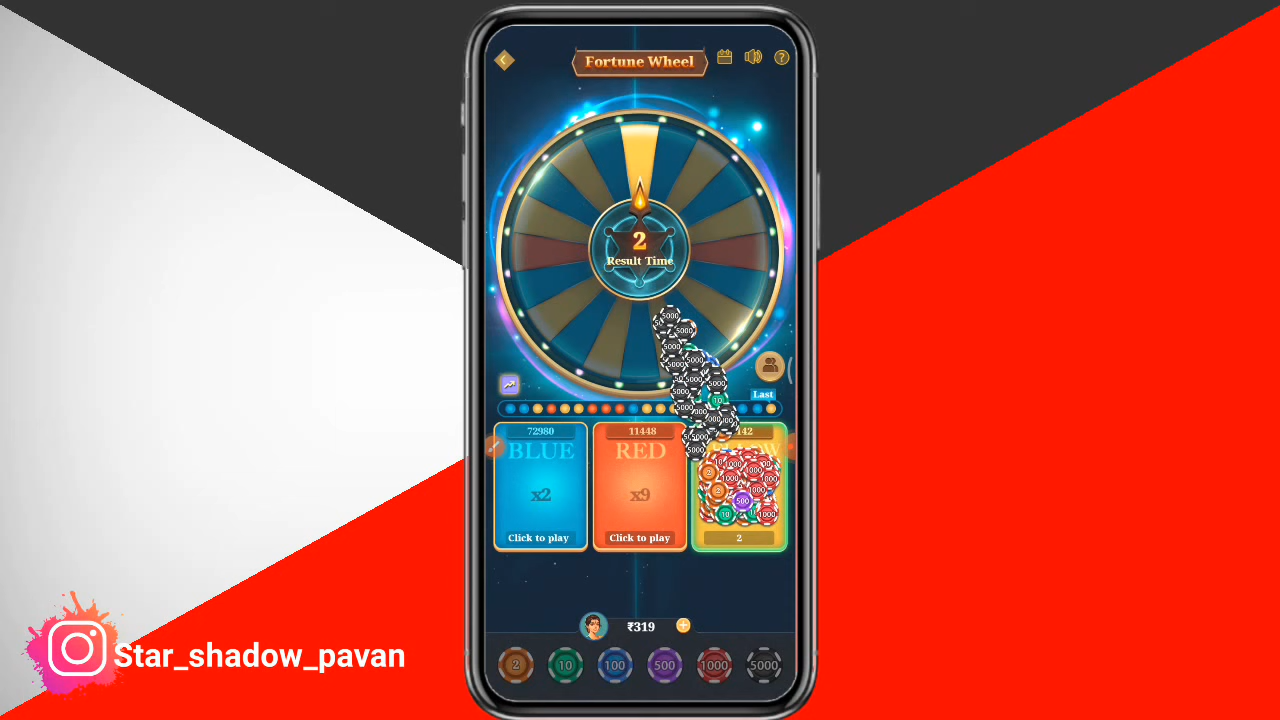 Fortune Wheel
?
2
Result Time
Last
72980
11448
142
BLUE
RED
x2
x9
Click to play
Click to play
2
₹319
2
10
100
500
1000
5000
Star_shadow_pavan